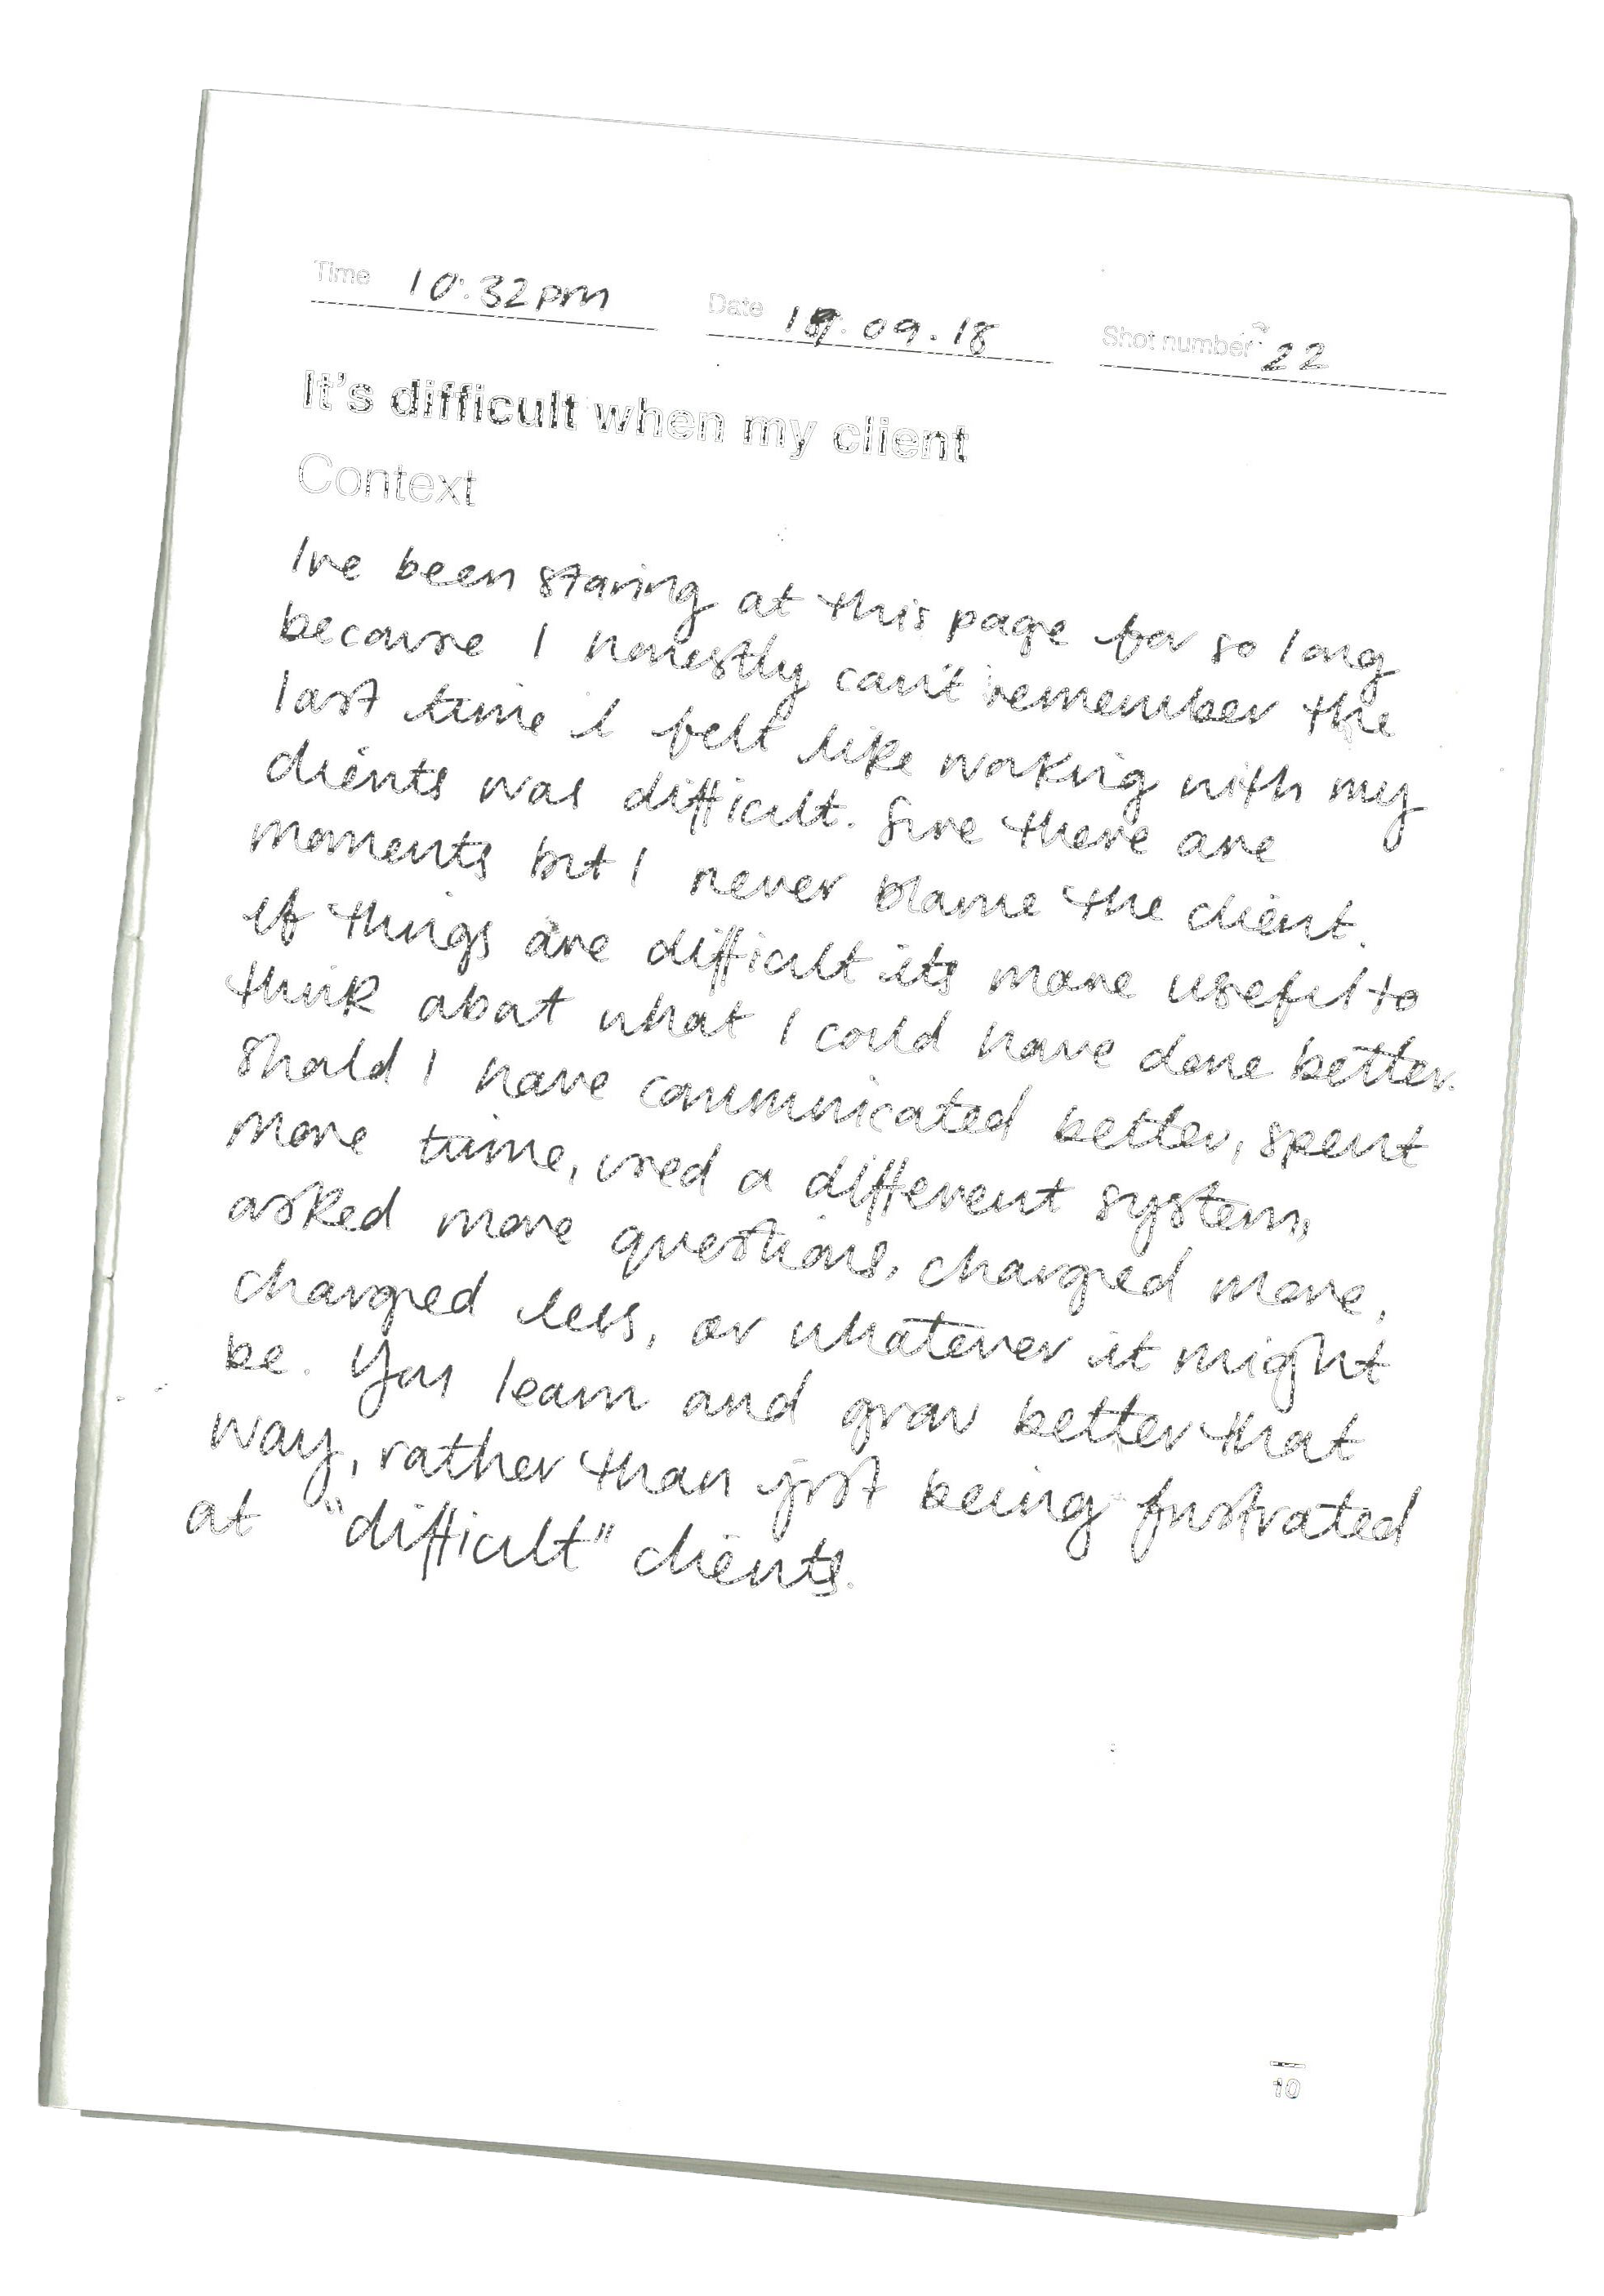 Time 10:32pm Date 19.09.18 Shot number 22
It's difficult when my client
Context
Ive been staring at this page for so long
because I honestly can't remember the
last time I felt like working with my
clients was difficult. Sure there are
moments but I never blame the client.
If things are difficult its more useful to
think about what I could have done better.
Should I have communicated better, spent
more time, used a different system,
asked more questions, charged more,
charged less, or whatever it might
be. You learn and grow better that
way, rather than just being frustrated
at "difficult" clients.
10